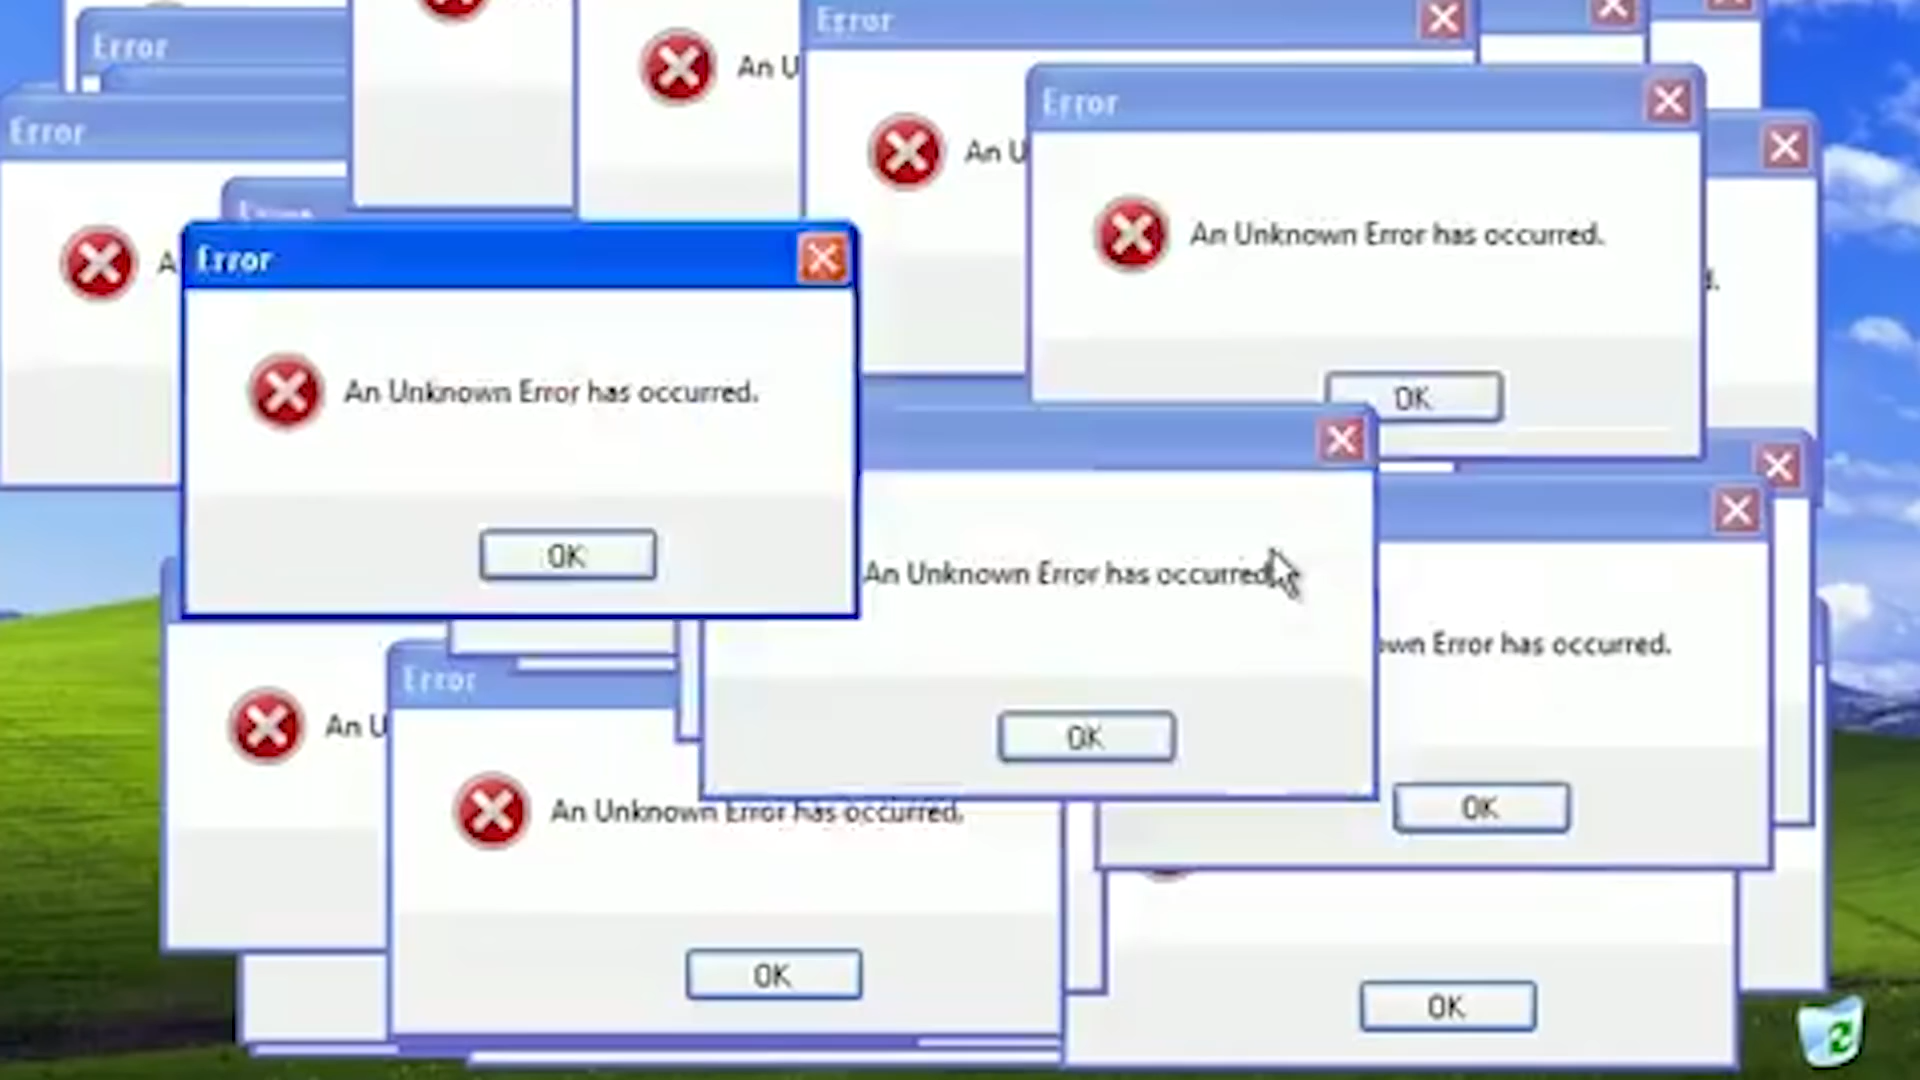 Error
An U
Error
Error
Error
An U
An Unknown Error has occurred.
OK
Error
A
Error
An Unknown Error has occurred.
OK
d.
An Unknown Error has occurred
OK
own Error has occurred.
OK
An U
Error
An Unknown Error has occurred.
OK
OK